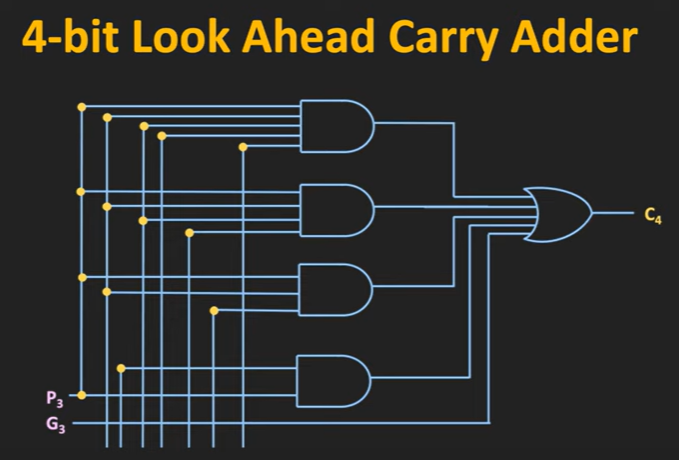 4-bit Look Ahead Carry Adder
C₄
P₃
G₃